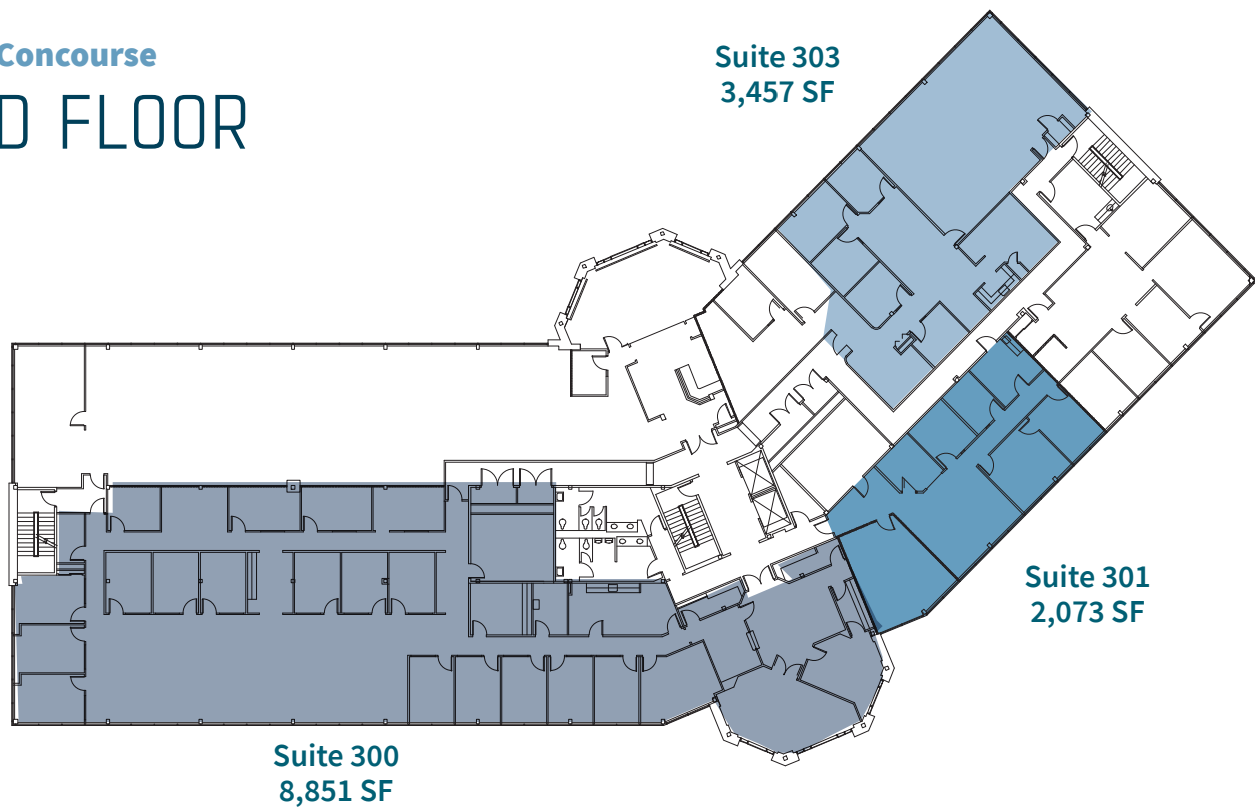 Concourse
D FLOOR
Suite 303
3,457 SF
Suite 301
2,073 SF
Suite 300
8,851 SF